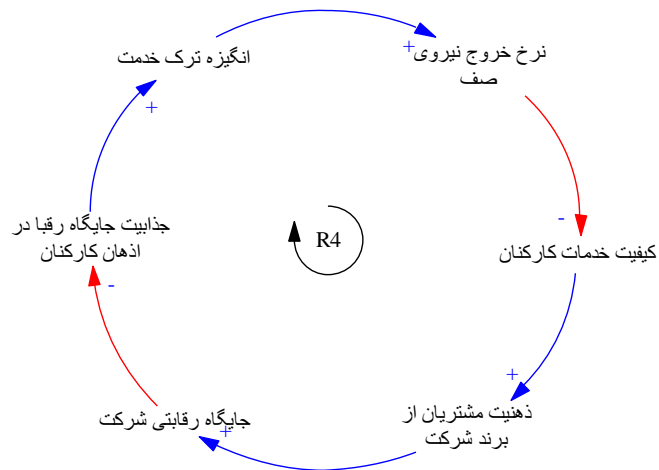 انگیزه ترک خدمت
+
نرخ خروج نیروی
صف
+
-
کیفیت خدمات کارکنان
جذابیت جایگاه رقبا در
اذهان کارکنان
R4
-
+
ذهنیت مشتریان از
برند شرکت
جایگاه رقابتی شرکت
+